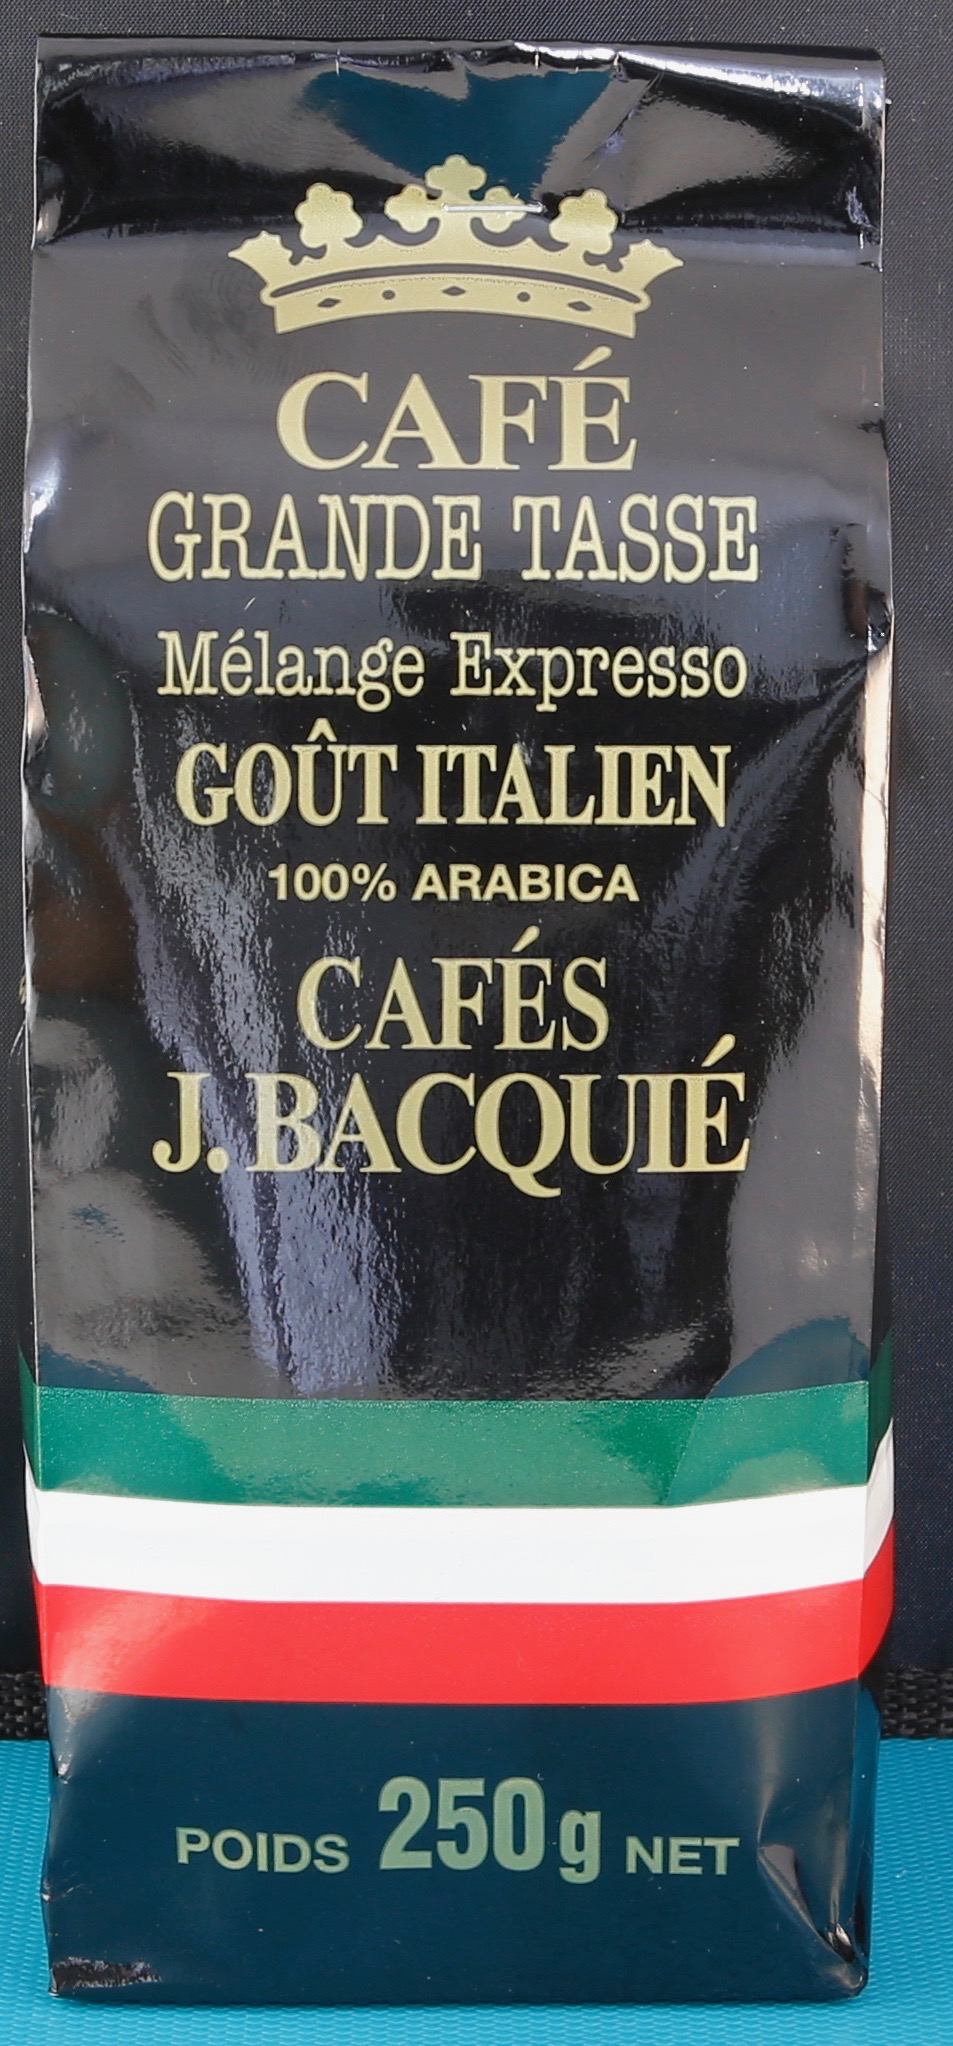 CAFÉ
GRANDE TASSE
Mélange Expresso
GOÛT ITALIEN
100% ARABICA
CAFÉS
J. BACQUIÉ
POIDS 250g NET